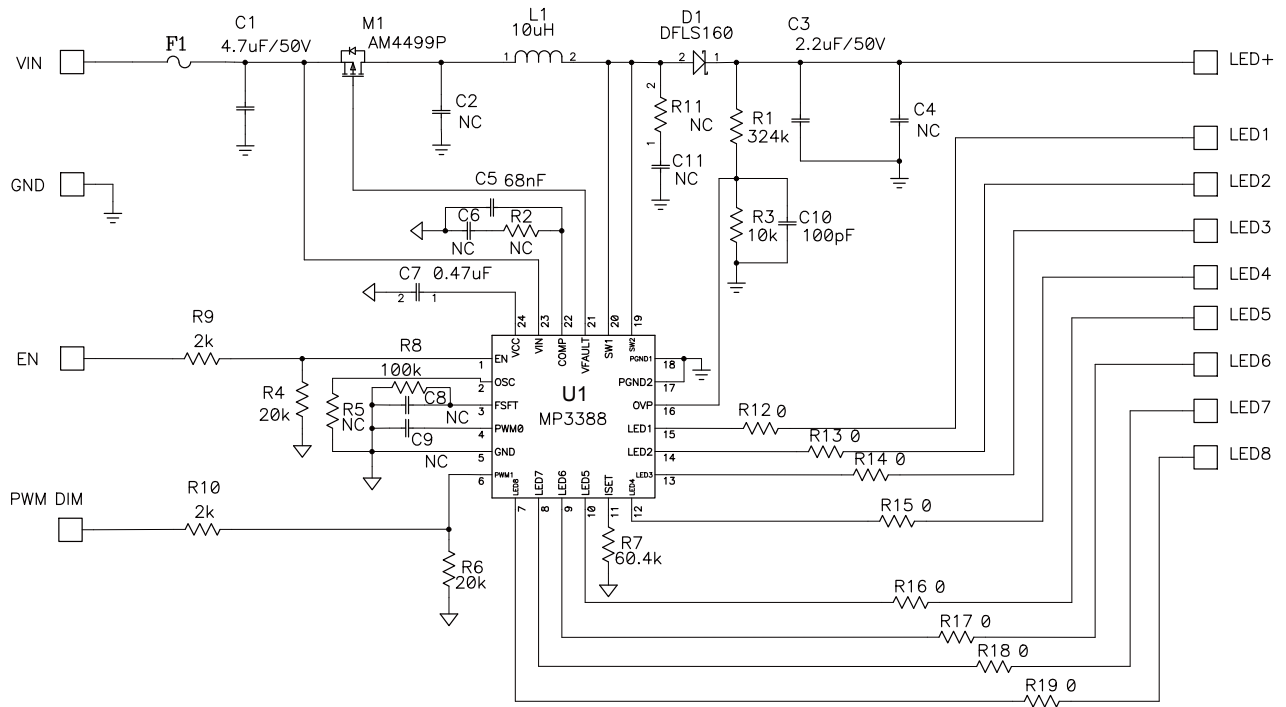 C1
4.7uF/50V
M1
AM4499P
L1
10uH
D1
DFLS160
C3
2.2uF/50V
VIN
F1
1
2
2
1
LED+
C2
NC
2
R11
NC
1
C11
NC
R1
324k
C4
NC
LED1
GND
C5 68nF
LED2
C6
NC
R2
NC
R3
10k
C10
100pF
LED3
C7 0.47uF
2
1
LED4
R9
2k
EN
24
23
22
21
20
19
VCC
VIN
COMP
VFAULT
SW1
SW2
LED5
R8
100k
1
EN
PGND1
18
R4
20k
2
OSC
U1
MP3388
PGND2
17
LED6
R5
NC
C8
NC
3
FSFT
OVP
16
C9
NC
4
PWM0
LED1
15
R12 0
LED7
5
GND
LED2
14
R13 0
6
PWM1
LED3
13
R14 0
LED8
LED8
LED7
LED6
LED5
ISET
LED4
7
8
9
10
11
12
PWM DIM
R10
2k
R15 0
R6
20k
R7
60.4k
R16 0
R17 0
R18 0
R19 0